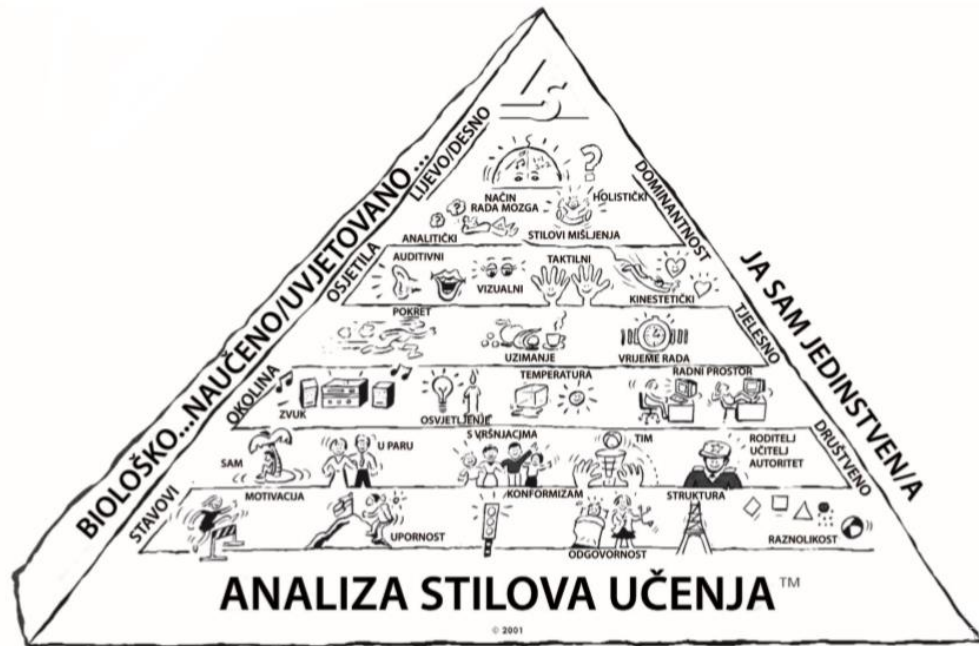 LS
BIOLOŠKO...NAUČENO/UVJETOVANO...
JA SAM JEDINSTVEN/A
LIJEVO/DESNO
DOMINANTNOST
?
NAČIN
RADA MOZGA
HOLISTIČKI
? ?
ANALITIČKI
STILOVI MIŠLJENJA
OSJETILA
AUDITIVNI
VIZUALNI
TAKTILNI
KINESTETIČKI
TJELESNO
POKRET
UZIMANJE
VRIJEME RADA
OKOLINA
ZVUK
OSVJETLJENJE
TEMPERATURA
RADNI PROSTOR
DRUŠTVENO
SAM
U PARU
S VRŠNJACIMA
TIM
RODITELJ
UČITELJ
AUTORITET
STAVOVI
MOTIVACIJA
UPORNOST
KONFORMIZAM
ODGOVORNOST
STRUKTURA
RAZNOLIKOST
ANALIZA STILOVA UČENJA™
© 2001